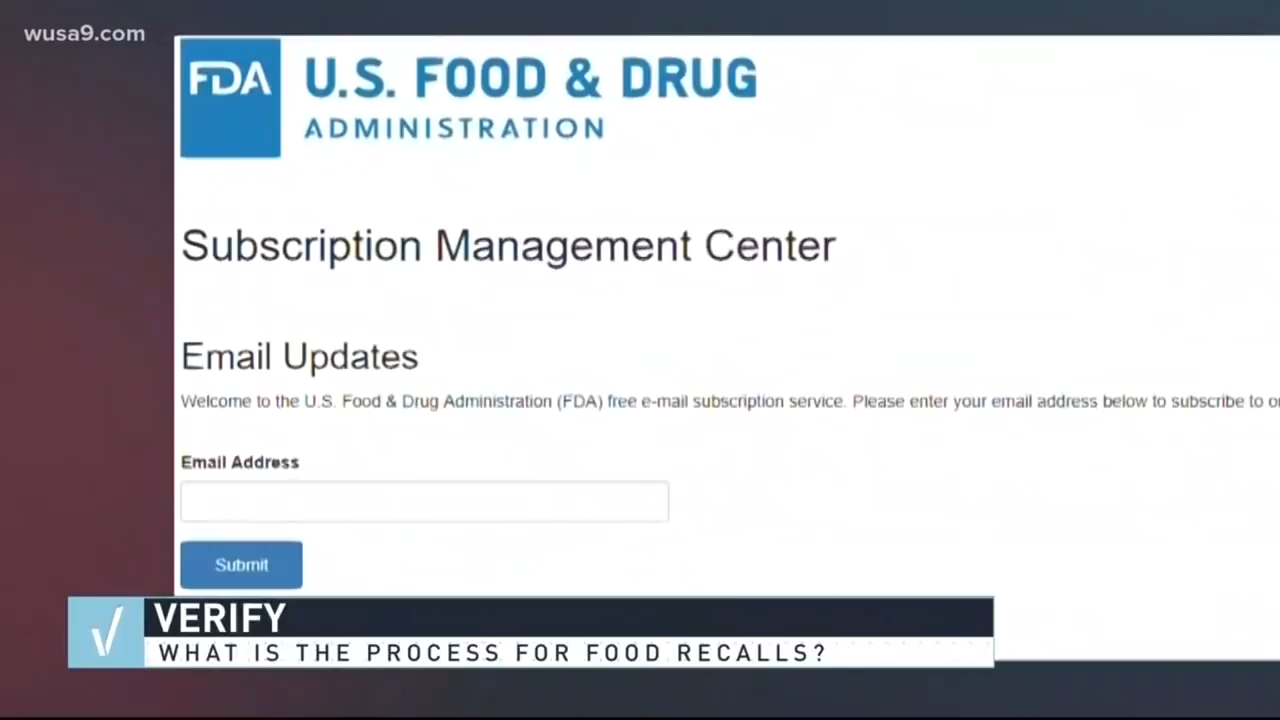 wusa9.com
FDA
U.S. FOOD & DRUG
ADMINISTRATION
Subscription Management Center
Email Updates
Welcome to the U.S. Food & Drug Administration (FDA) free e-mail subscription service. Please enter your email address below to subscribe to
Email Address
Submit
VERIFY
WHAT IS THE PROCESS FOR FOOD RECALLS?